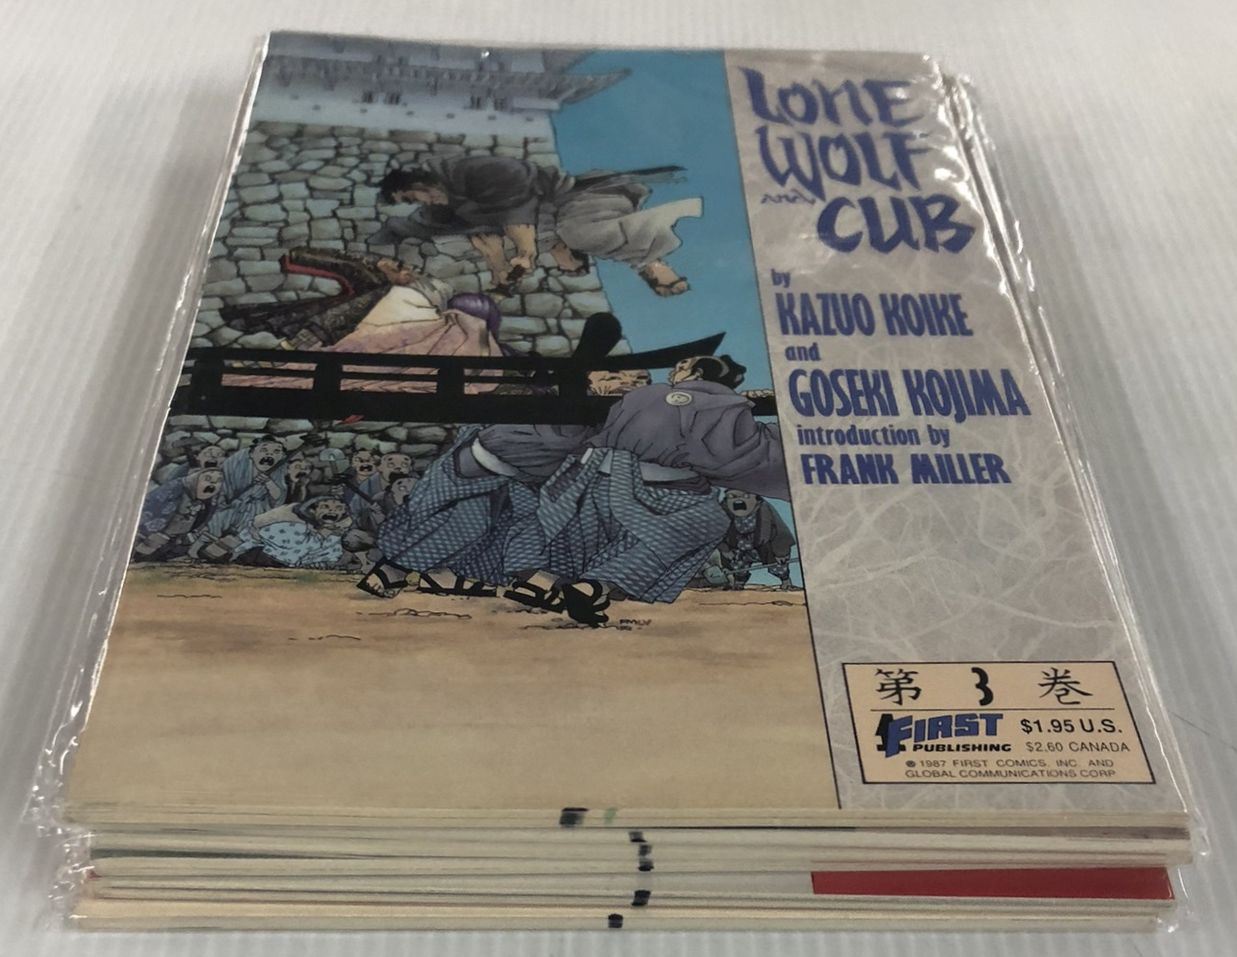 LONE
WOLF
and
CUB
by
KAZUO KOIKE
and
GOSEKI KOJIMA
introduction by
FRANK MILLER
第 3 巻
FIRST
PUBLISHING
$1.95 U.S.
$2.60 CANADA
© 1987 FIRST COMICS, INC. AND
GLOBAL COMMUNICATIONS CORP